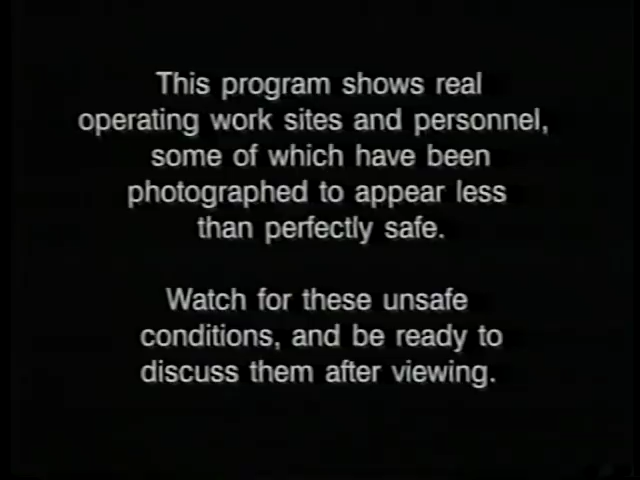 This program shows real
operating work sites and personnel,
some of which have been
photographed to appear less
than perfectly safe.
Watch for these unsafe
conditions, and be ready to
discuss them after viewing.